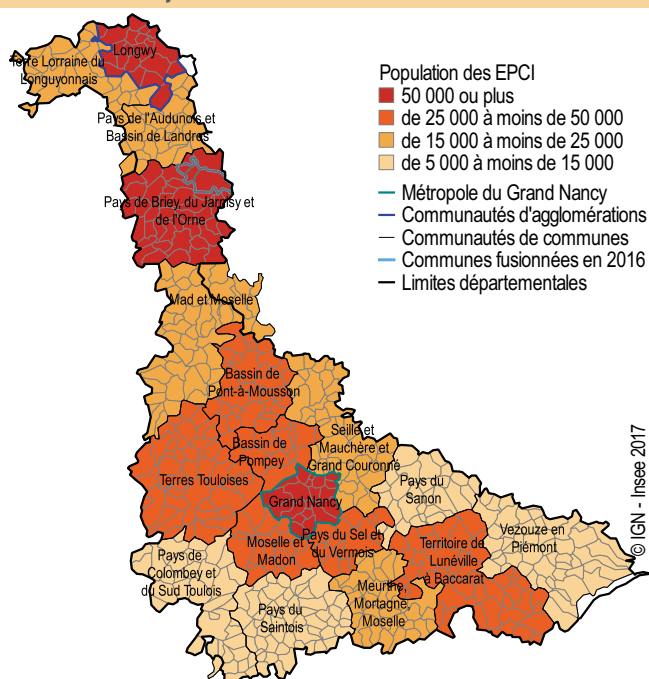 Longwy
Terre Lorraine du
Longuyonnais
Pays de l'Audunois et
Bassin de Landres
Pays de Briey, du Jarnisy et
de l'Orne
Mad et Moselle
Bassin de
Pont-à-Mousson
Seille et
Mauchère et
Grand Couronné
Bassin de
Pompey
Terres Touloises
Grand Nancy
Pays du
Sanon
Vezouze en
Piémont
Moselle et
Madon
Pays du Sel et
du Vermois
Territoire de
Lunéville
à Baccarat
Pays de
Colombey et
du Sud Toulois
Meurthe,
Mortagne,
Moselle
Pays du
Saintois
Population des EPCI
50 000 ou plus
de 25 000 à moins de 50 000
de 15 000 à moins de 25 000
de 5 000 à moins de 15 000
Métropole du Grand Nancy
Communautés d'agglomérations
Communautés de communes
Communes fusionnées en 2016
Limites départementales
© IGN - Insee 2017